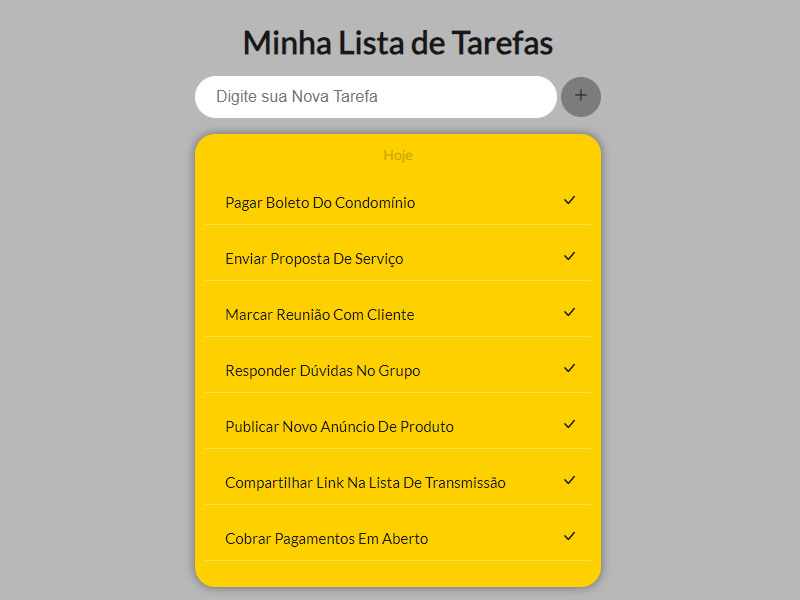 Minha Lista de Tarefas
Digite sua Nova Tarefa
+
Hoje
Pagar Boleto Do Condomínio
Enviar Proposta De Serviço
Marcar Reunião Com Cliente
Responder Dúvidas No Grupo
Publicar Novo Anúncio De Produto
Compartilhar Link Na Lista De Transmissão
Cobrar Pagamentos Em Aberto